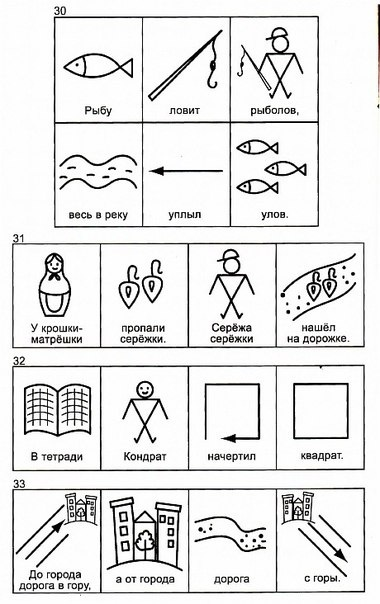 30
Рыбу ловит рыболов,
весь в реку уплыл улов.
31
У крошки-
матрёшки
пропали
серёжки.
Серёжа
серёжки
нашёл
на дорожке.
32
В тетради Кондрат начертил квадрат.
33
До города
дорога в гору,
а от города дорога с горы.